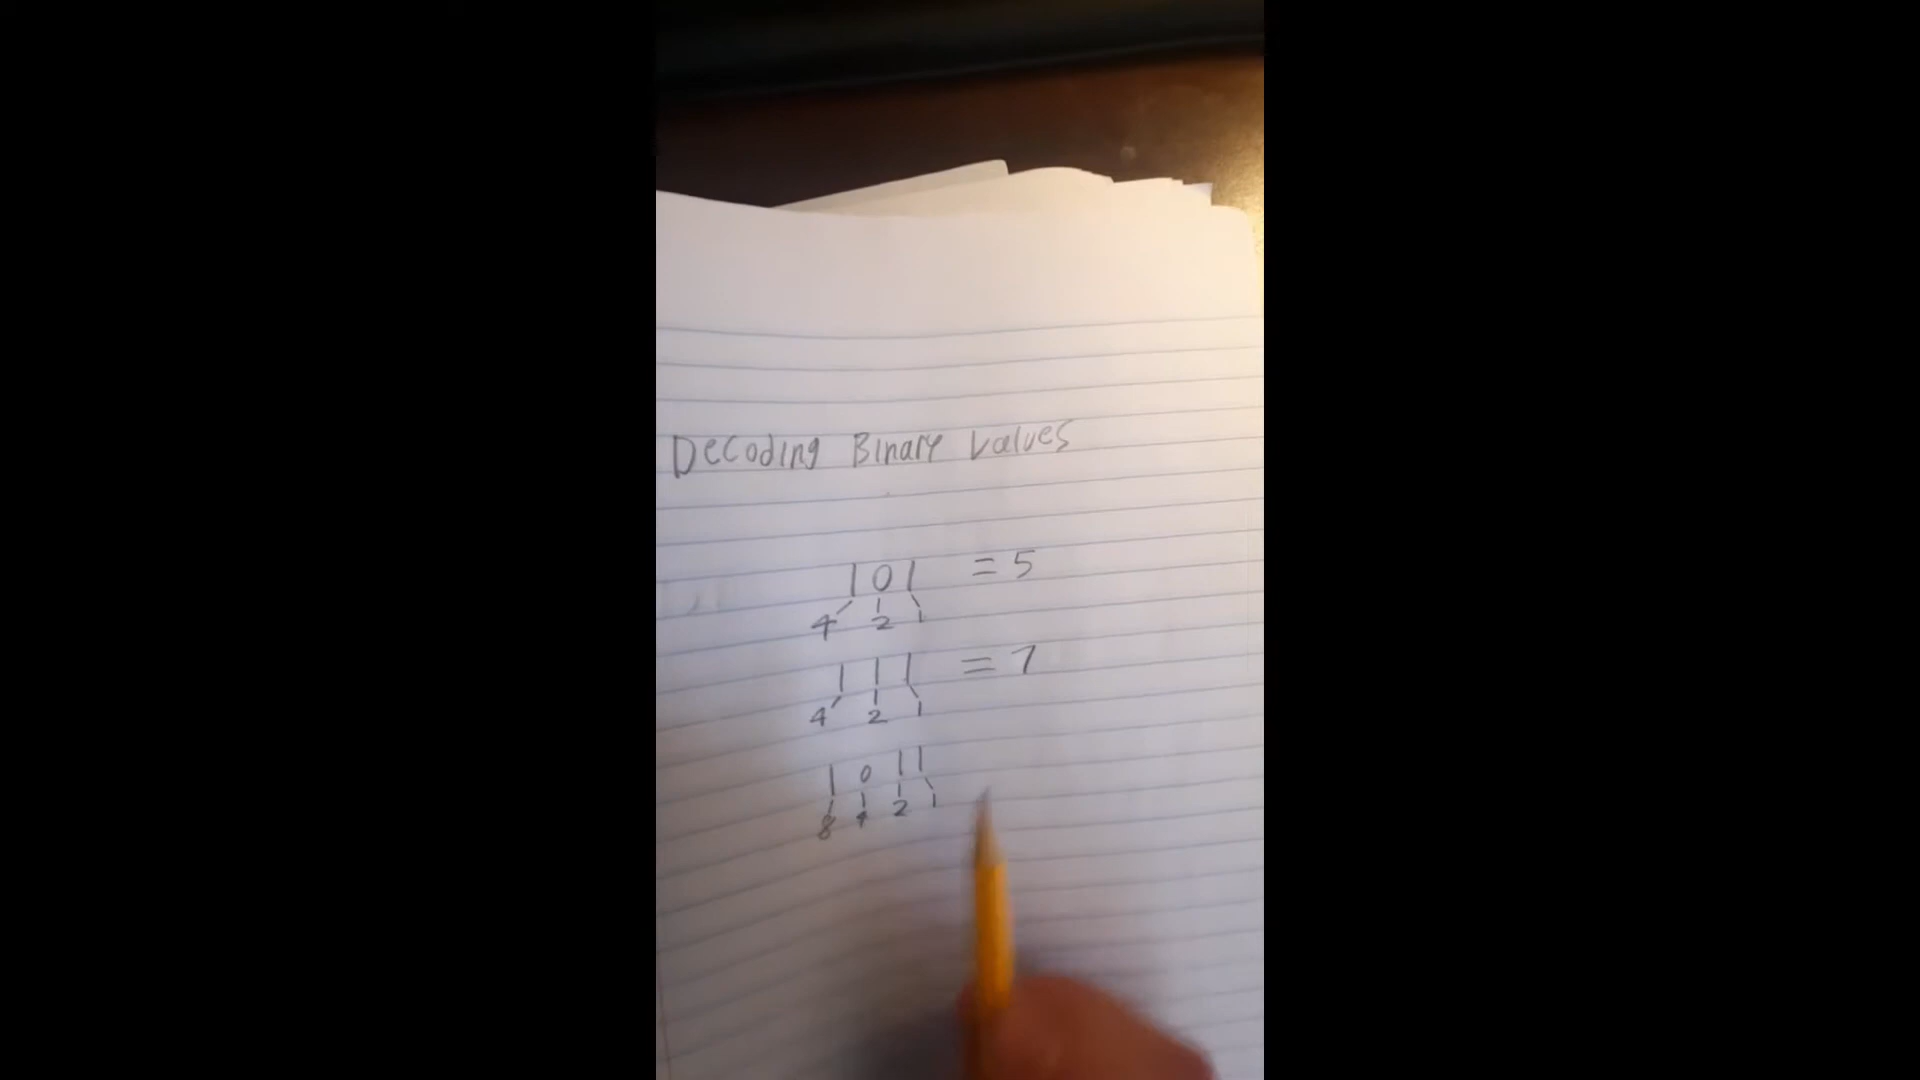 Decoding Binary Values
101 = 5
4 2 1
111 = 7
4 2 1
1011
8 4 2 1